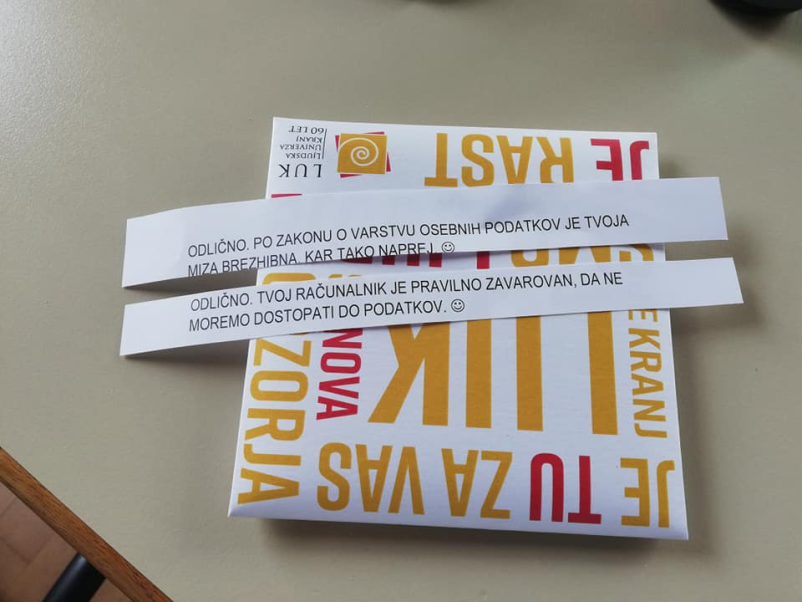 LUK
LJUDSKA
UNIVERZA
KRANJ
60 LET
JE RAST
ODLIČNO. PO ZAKONU O VARSTVU OSEBNIH PODATKOV JE TVOJA
MIZA BREZHIBNA. KAR TAKO NAPREJ. ☺
ODLIČNO. TVOJ RAČUNALNIK JE PRAVILNO ZAVAROVAN, DA NE
MOREMO DOSTOPATI DO PODATKOV. ☺
LUK
NOVA
OBZORJA
KRANJ
JE TU ZA VAS